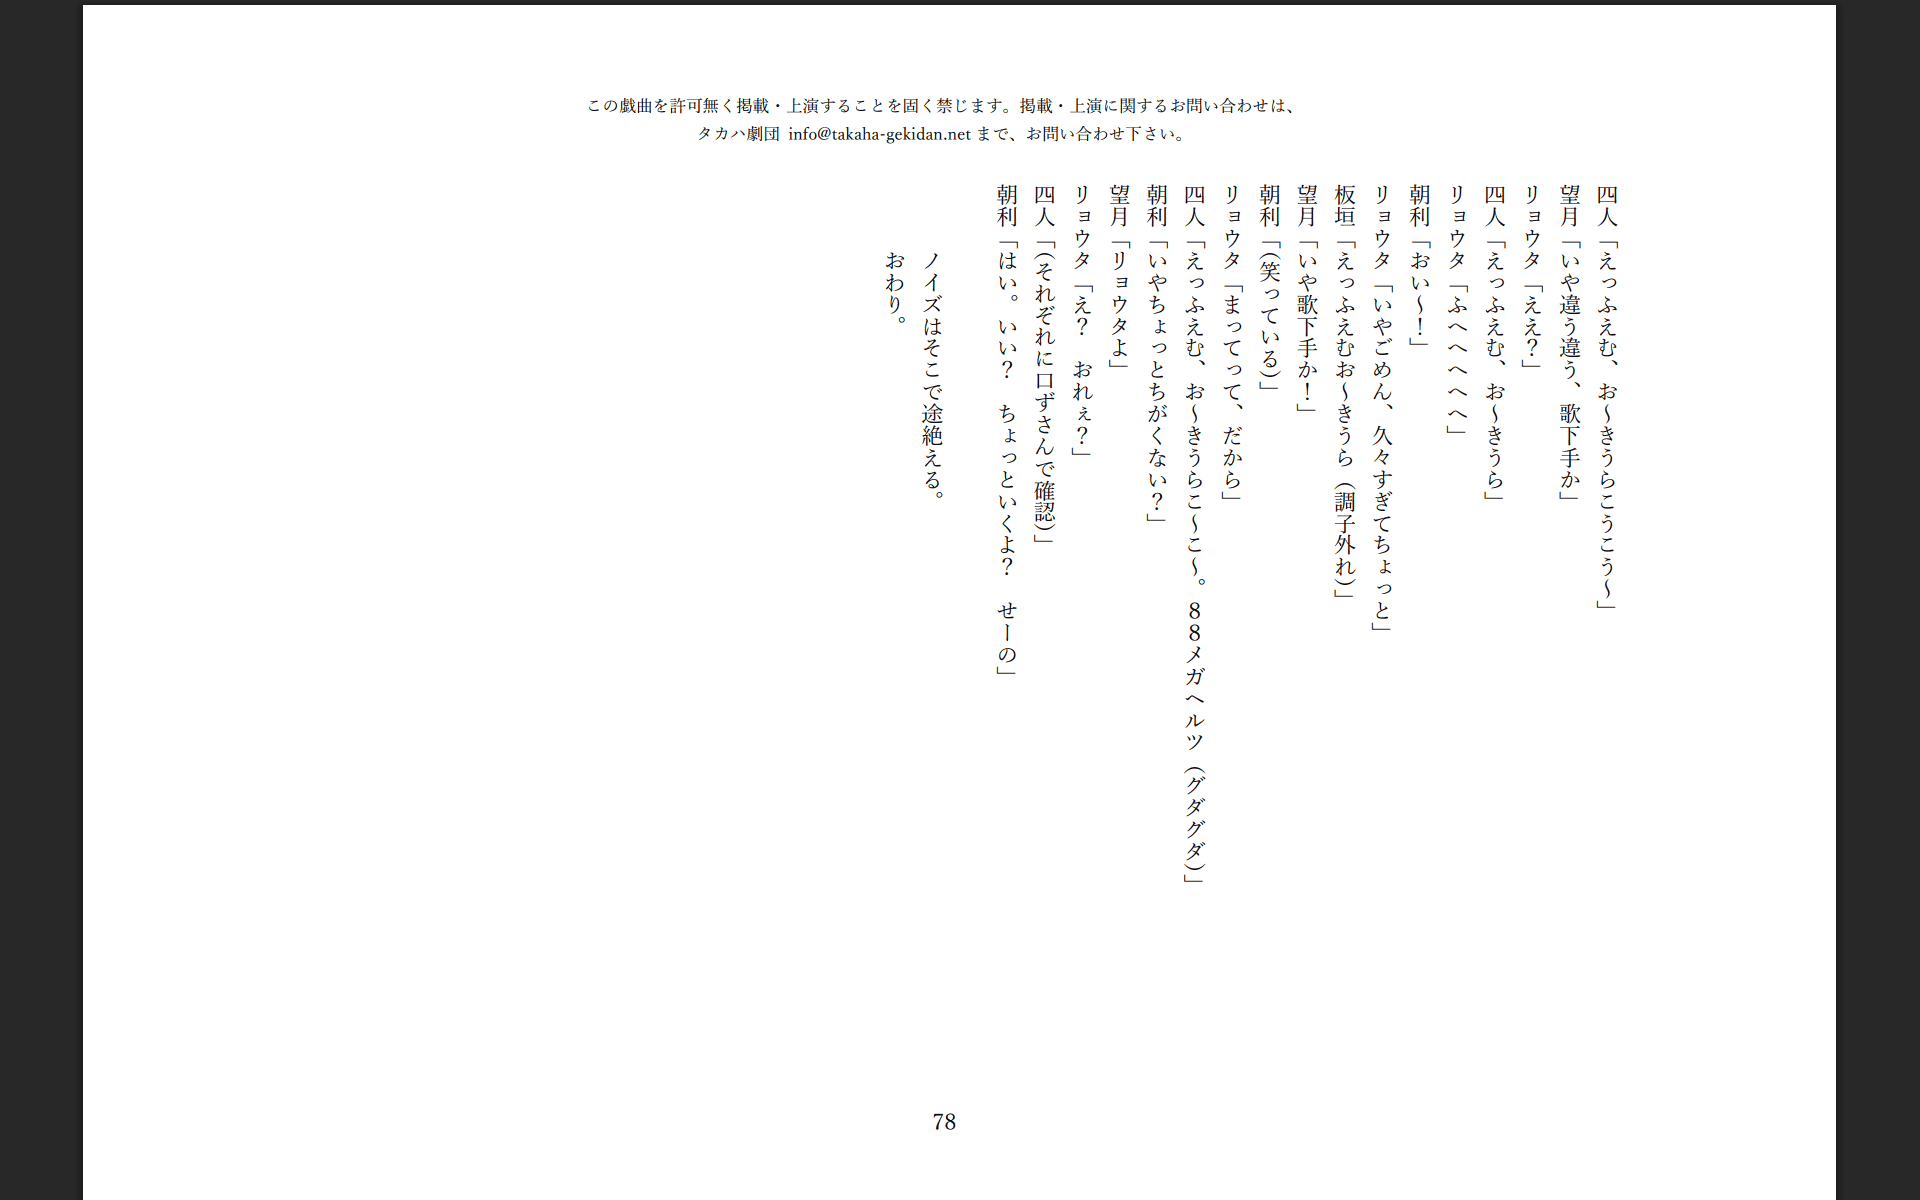 この戯曲を許可無く掲載・上演することを固く禁じます。掲載・上演に関するお問い合わせは、
タカハ劇団 info@takaha-gekidan.net まで、お問い合わせ下さい。
四人「えっふえむ、お～きうらこうこう～」
望月「いや違う違う、歌下手か」
リョウタ「ええ？」
四人「えっふえむ、お～きうら」
リョウタ「ふへへへへへ」
朝利「おい～！」
リョウタ「いやごめん、久々すぎてちょっと」
板垣「えっふえむお～きうら（調子外れ）」
望月「いや歌下手か！」
朝利「（笑っている）」
リョウタ「まってって、だから」
四人「えっふえむ、お～きうらこ～こ～。８８メガヘルツ（グダグダ）」
朝利「いやちょっとちがくない？」
望月「リョウタよ」
リョウタ「え？　おれぇ？」
四人「（それぞれに口ずさんで確認）」
朝利「はい。いい？　ちょっといくよ？　せーの」
ノイズはそこで途絶える。
おわり。
78